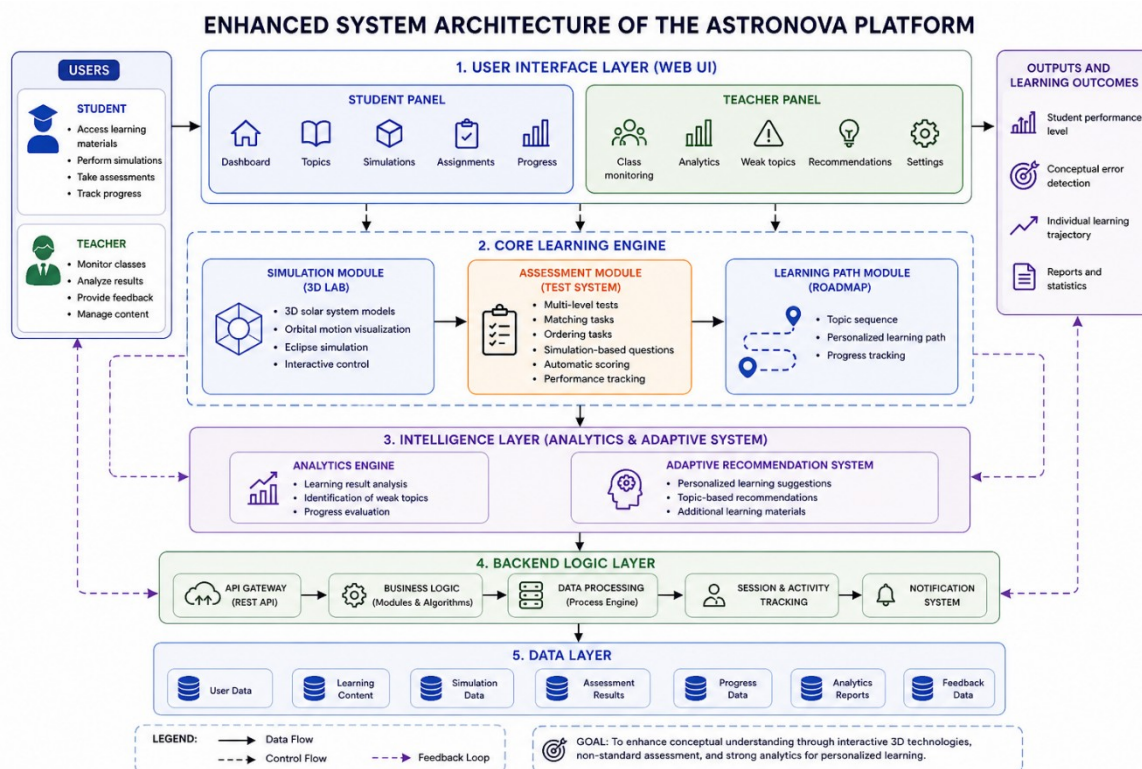 ENHANCED SYSTEM ARCHITECTURE OF THE ASTRONOVA PLATFORM
USERS
STUDENT
• Access learning
materials
• Perform simulations
• Take assessments
• Track progress
TEACHER
• Monitor classes
• Analyze results
• Provide feedback
• Manage content
1. USER INTERFACE LAYER (WEB UI)
STUDENT PANEL
Dashboard
Topics
Simulations
Assignments
Progress
TEACHER PANEL
Class
monitoring
Analytics
Weak topics
Recommendations
Settings
OUTPUTS AND
LEARNING OUTCOMES
Student performance
level
Conceptual error
detection
Individual learning
trajectory
Reports and
statistics
2. CORE LEARNING ENGINE
SIMULATION MODULE
(3D LAB)
• 3D solar system models
• Orbital motion visualization
• Eclipse simulation
• Interactive control
ASSESSMENT MODULE
(TEST SYSTEM)
• Multi-level tests
• Matching tasks
• Ordering tasks
• Simulation-based questions
• Automatic scoring
• Performance tracking
LEARNING PATH MODULE
(ROADMAP)
• Topic sequence
• Personalized learning path
• Progress tracking
3. INTELLIGENCE LAYER (ANALYTICS & ADAPTIVE SYSTEM)
ANALYTICS ENGINE
• Learning result analysis
• Identification of weak topics
• Progress evaluation
ADAPTIVE RECOMMENDATION SYSTEM
• Personalized learning suggestions
• Topic-based recommendations
• Additional learning materials
4. BACKEND LOGIC LAYER
API GATEWAY
(REST API)
BUSINESS LOGIC
(Modules & Algorithms)
DATA PROCESSING
(Process Engine)
SESSION & ACTIVITY
TRACKING
NOTIFICATION
SYSTEM
5. DATA LAYER
User Data
Learning
Content
Simulation
Data
Assessment
Results
Progress
Data
Analytics
Reports
Feedback
Data
LEGEND:
Data Flow
Control Flow
Feedback Loop
GOAL: To enhance conceptual understanding through interactive 3D technologies,
non-standard assessment, and strong analytics for personalized learning.